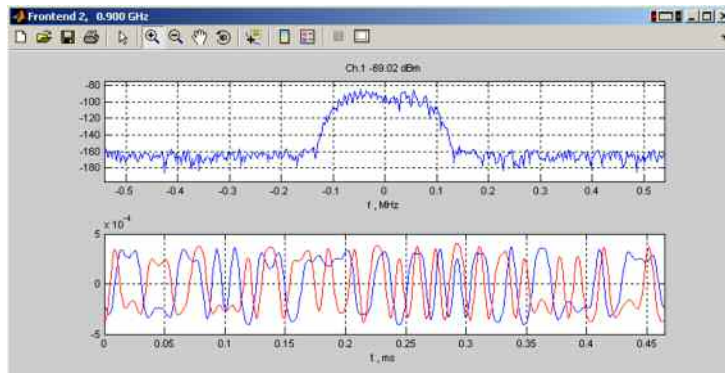 Frontend 2, 0.900 GHz
Ch.1 -69.02 dBm
-80
-100
-120
-140
-160
-180
-0.5 -0.4 -0.3 -0.2 -0.1 0 0.1 0.2 0.3 0.4 0.5
f , MHz
x 10⁻⁴
5
0
-5
0 0.05 0.1 0.15 0.2 0.25 0.3 0.35 0.4 0.45
t , ms